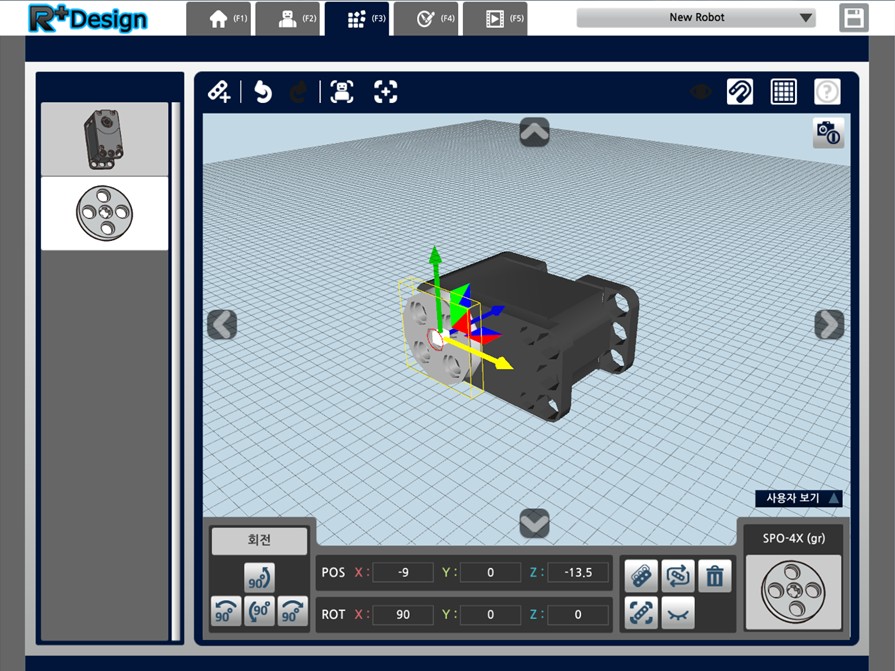 R+Design
(F1)
(F2)
(F3)
(F4)
(F5)
New Robot
사용자 보기
회전
90
90
90
90
POS X : -9 Y : 0 Z : -13.5
ROT X : 90 Y : 0 Z : 0
SPO-4X (gr)